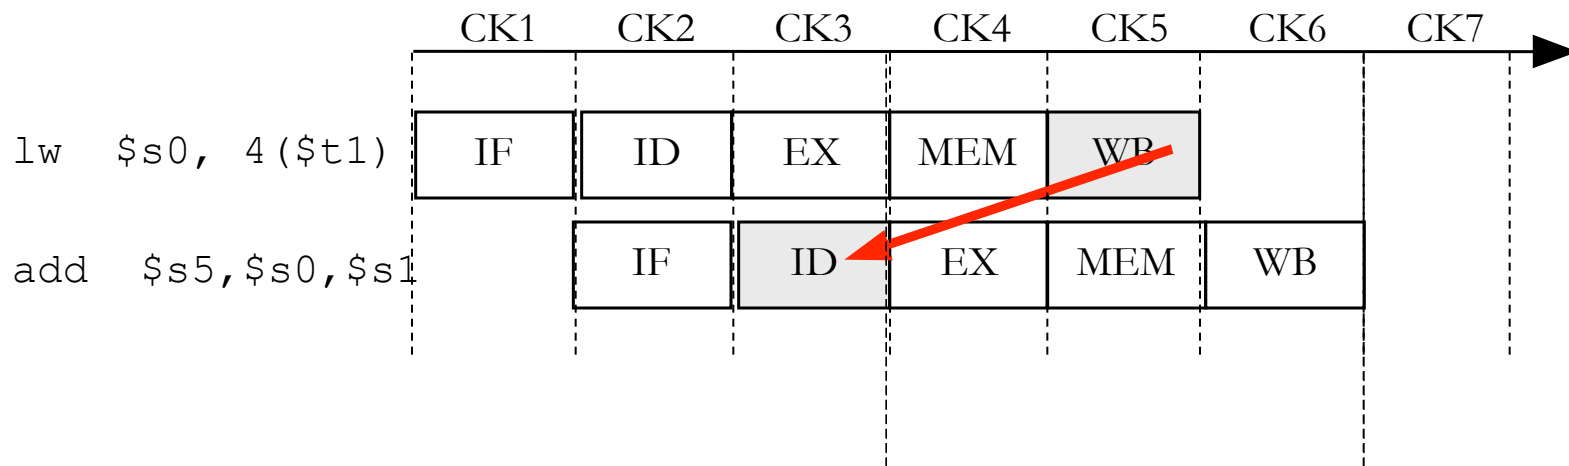 CK1 CK2 CK3 CK4 CK5 CK6 CK7
lw $s0, 4($t1) IF ID EX MEM WB
add $s5,$s0,$s1 IF ID EX MEM WB